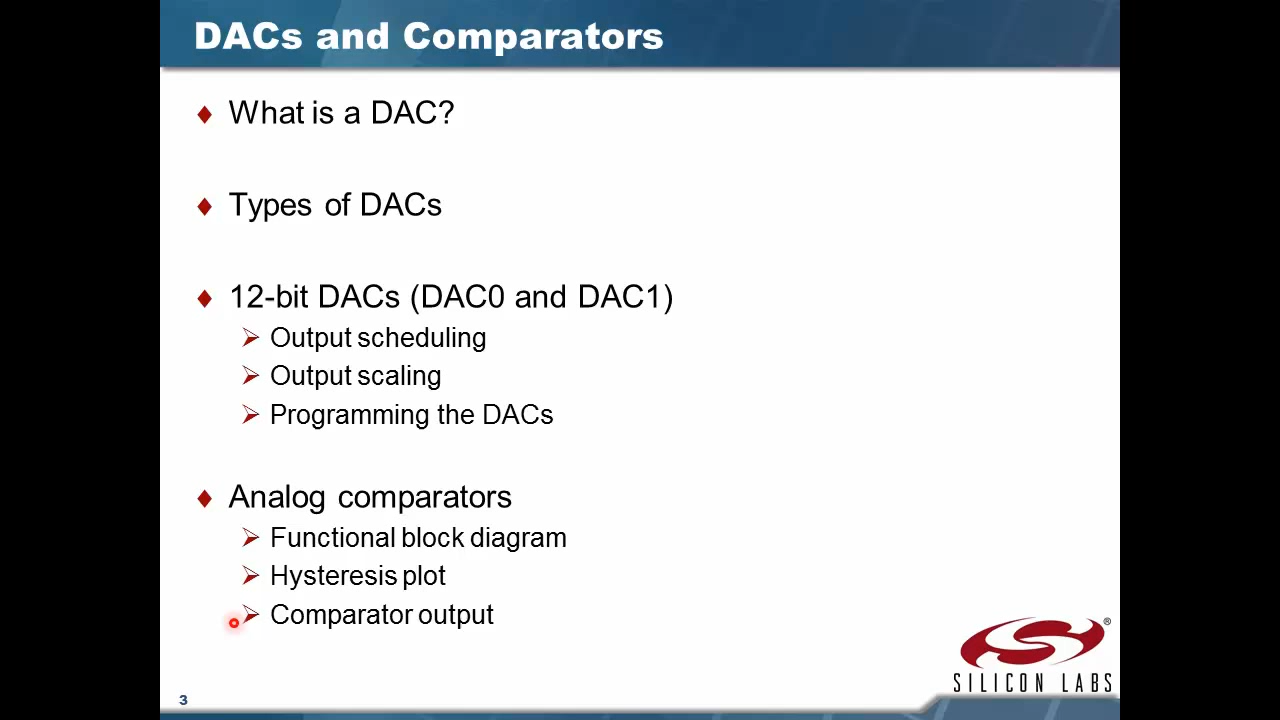 DACs and Comparators
What is a DAC?
Types of DACs
12-bit DACs (DAC0 and DAC1)
Output scheduling
Output scaling
Programming the DACs
Analog comparators
Functional block diagram
Hysteresis plot
Comparator output
®
SILICON LABS
3